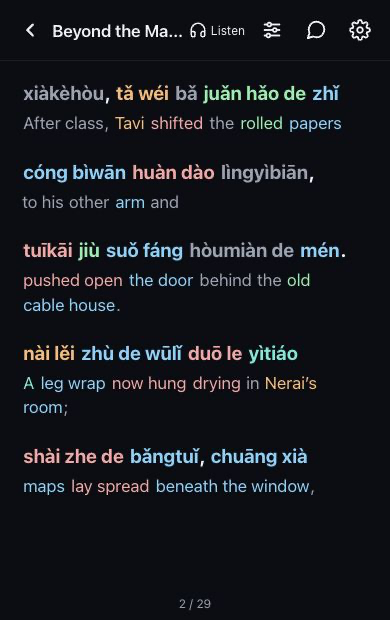 Beyond the Ma... Listen
xiàkèhòu, tǎ wéi bǎ juǎn hǎo de zhǐ
After class, Tavi shifted the rolled papers
cóng bìwān huàn dào lìngyìbiān,
to his other arm and
tuīkāi jiù suǒ fáng hòumiàn de mén.
pushed open the door behind the old
cable house.
nài lěi zhù de wūlǐ duō le yìtiáo
A leg wrap now hung drying in Nerai’s
room;
shài zhe de bǎngtuǐ, chuāng xià
maps lay spread beneath the window,
2 / 29